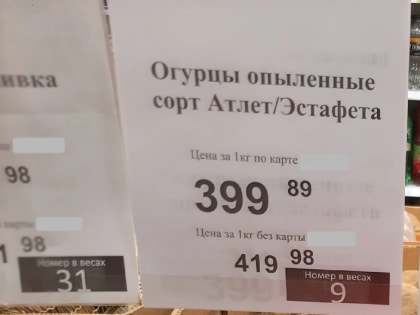 ивка
98
карты
98
Номер в весах
31
Огурцы опыленные
сорт Атлет/Эстафета
Цена за 1кг по карте
399 89
Цена за 1кг без карты
419 98
Номер в весах
9